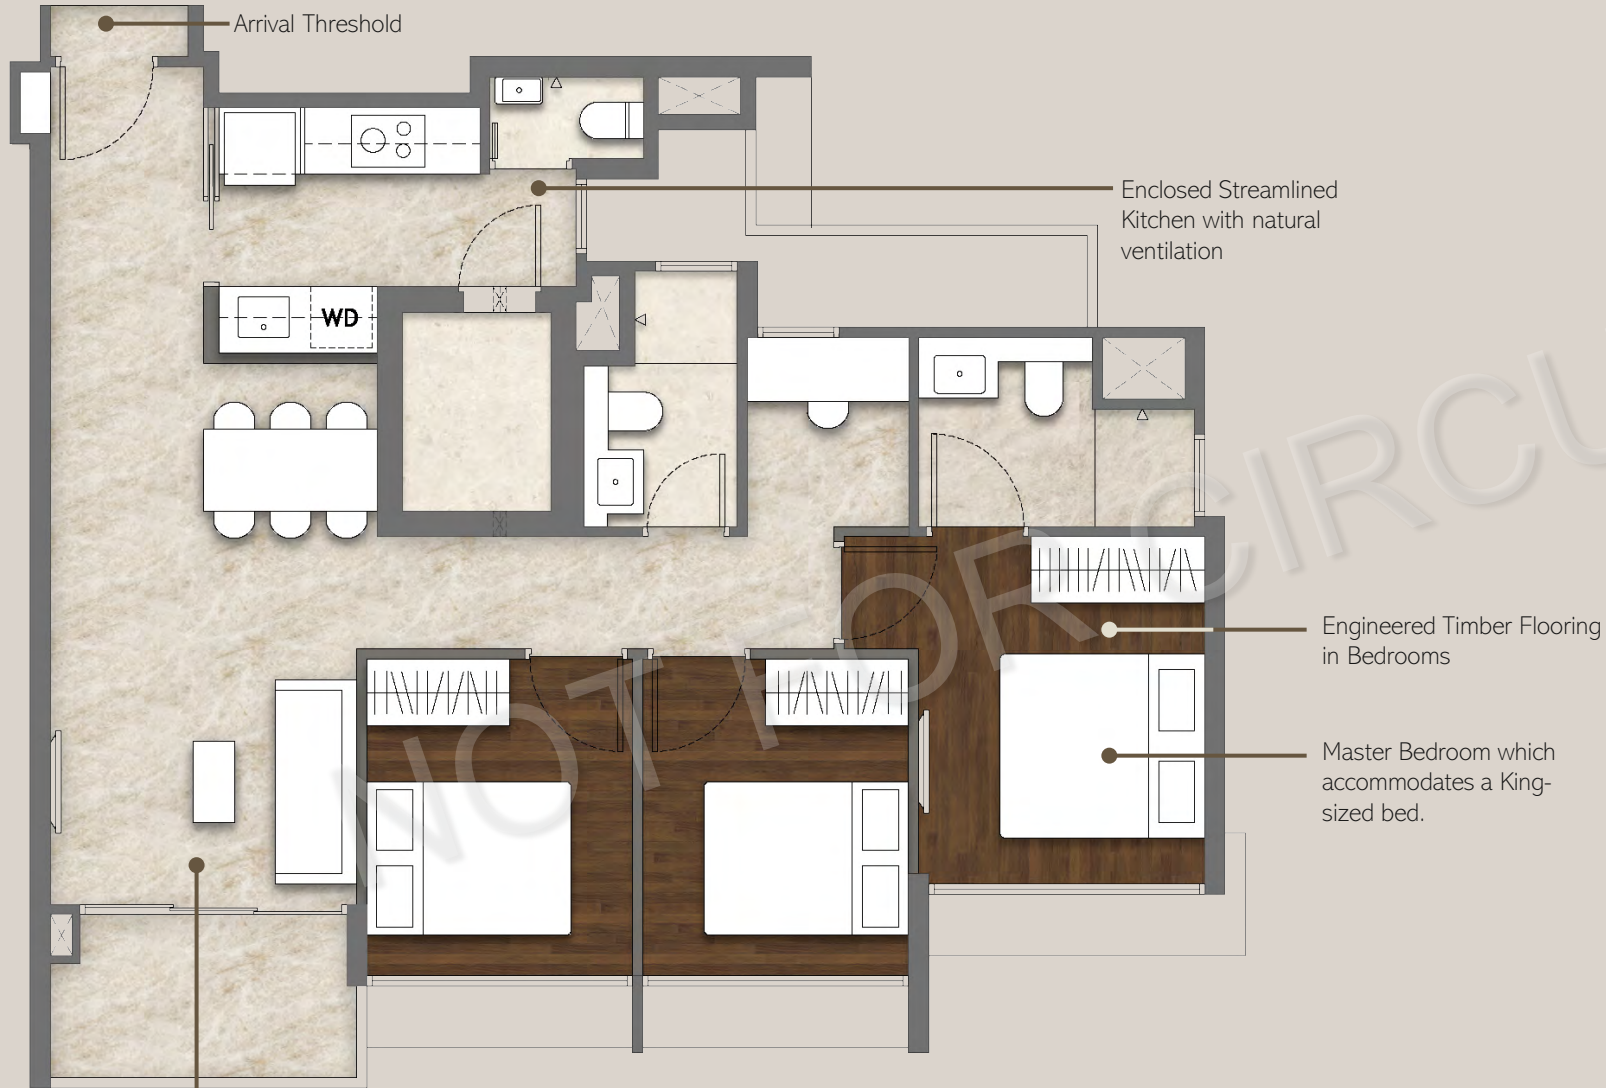 Arrival Threshold
Enclosed Streamlined
Kitchen with natural
ventilation
WD
Engineered Timber Flooring
in Bedrooms
Master Bedroom which
accommodates a King-
sized bed.
NOT FOR CIRCU